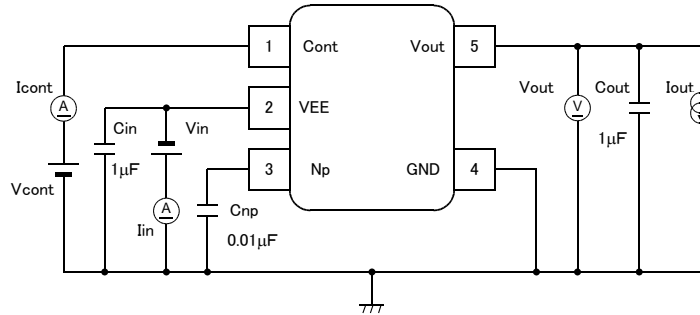 1 Cont Vout 5
Icont
A
2 VEE
Vout Cout Iout
V
Cin Vin
1μF
1μF
3 Np GND 4
Vcont
A
Cnp
Iin
0.01μF